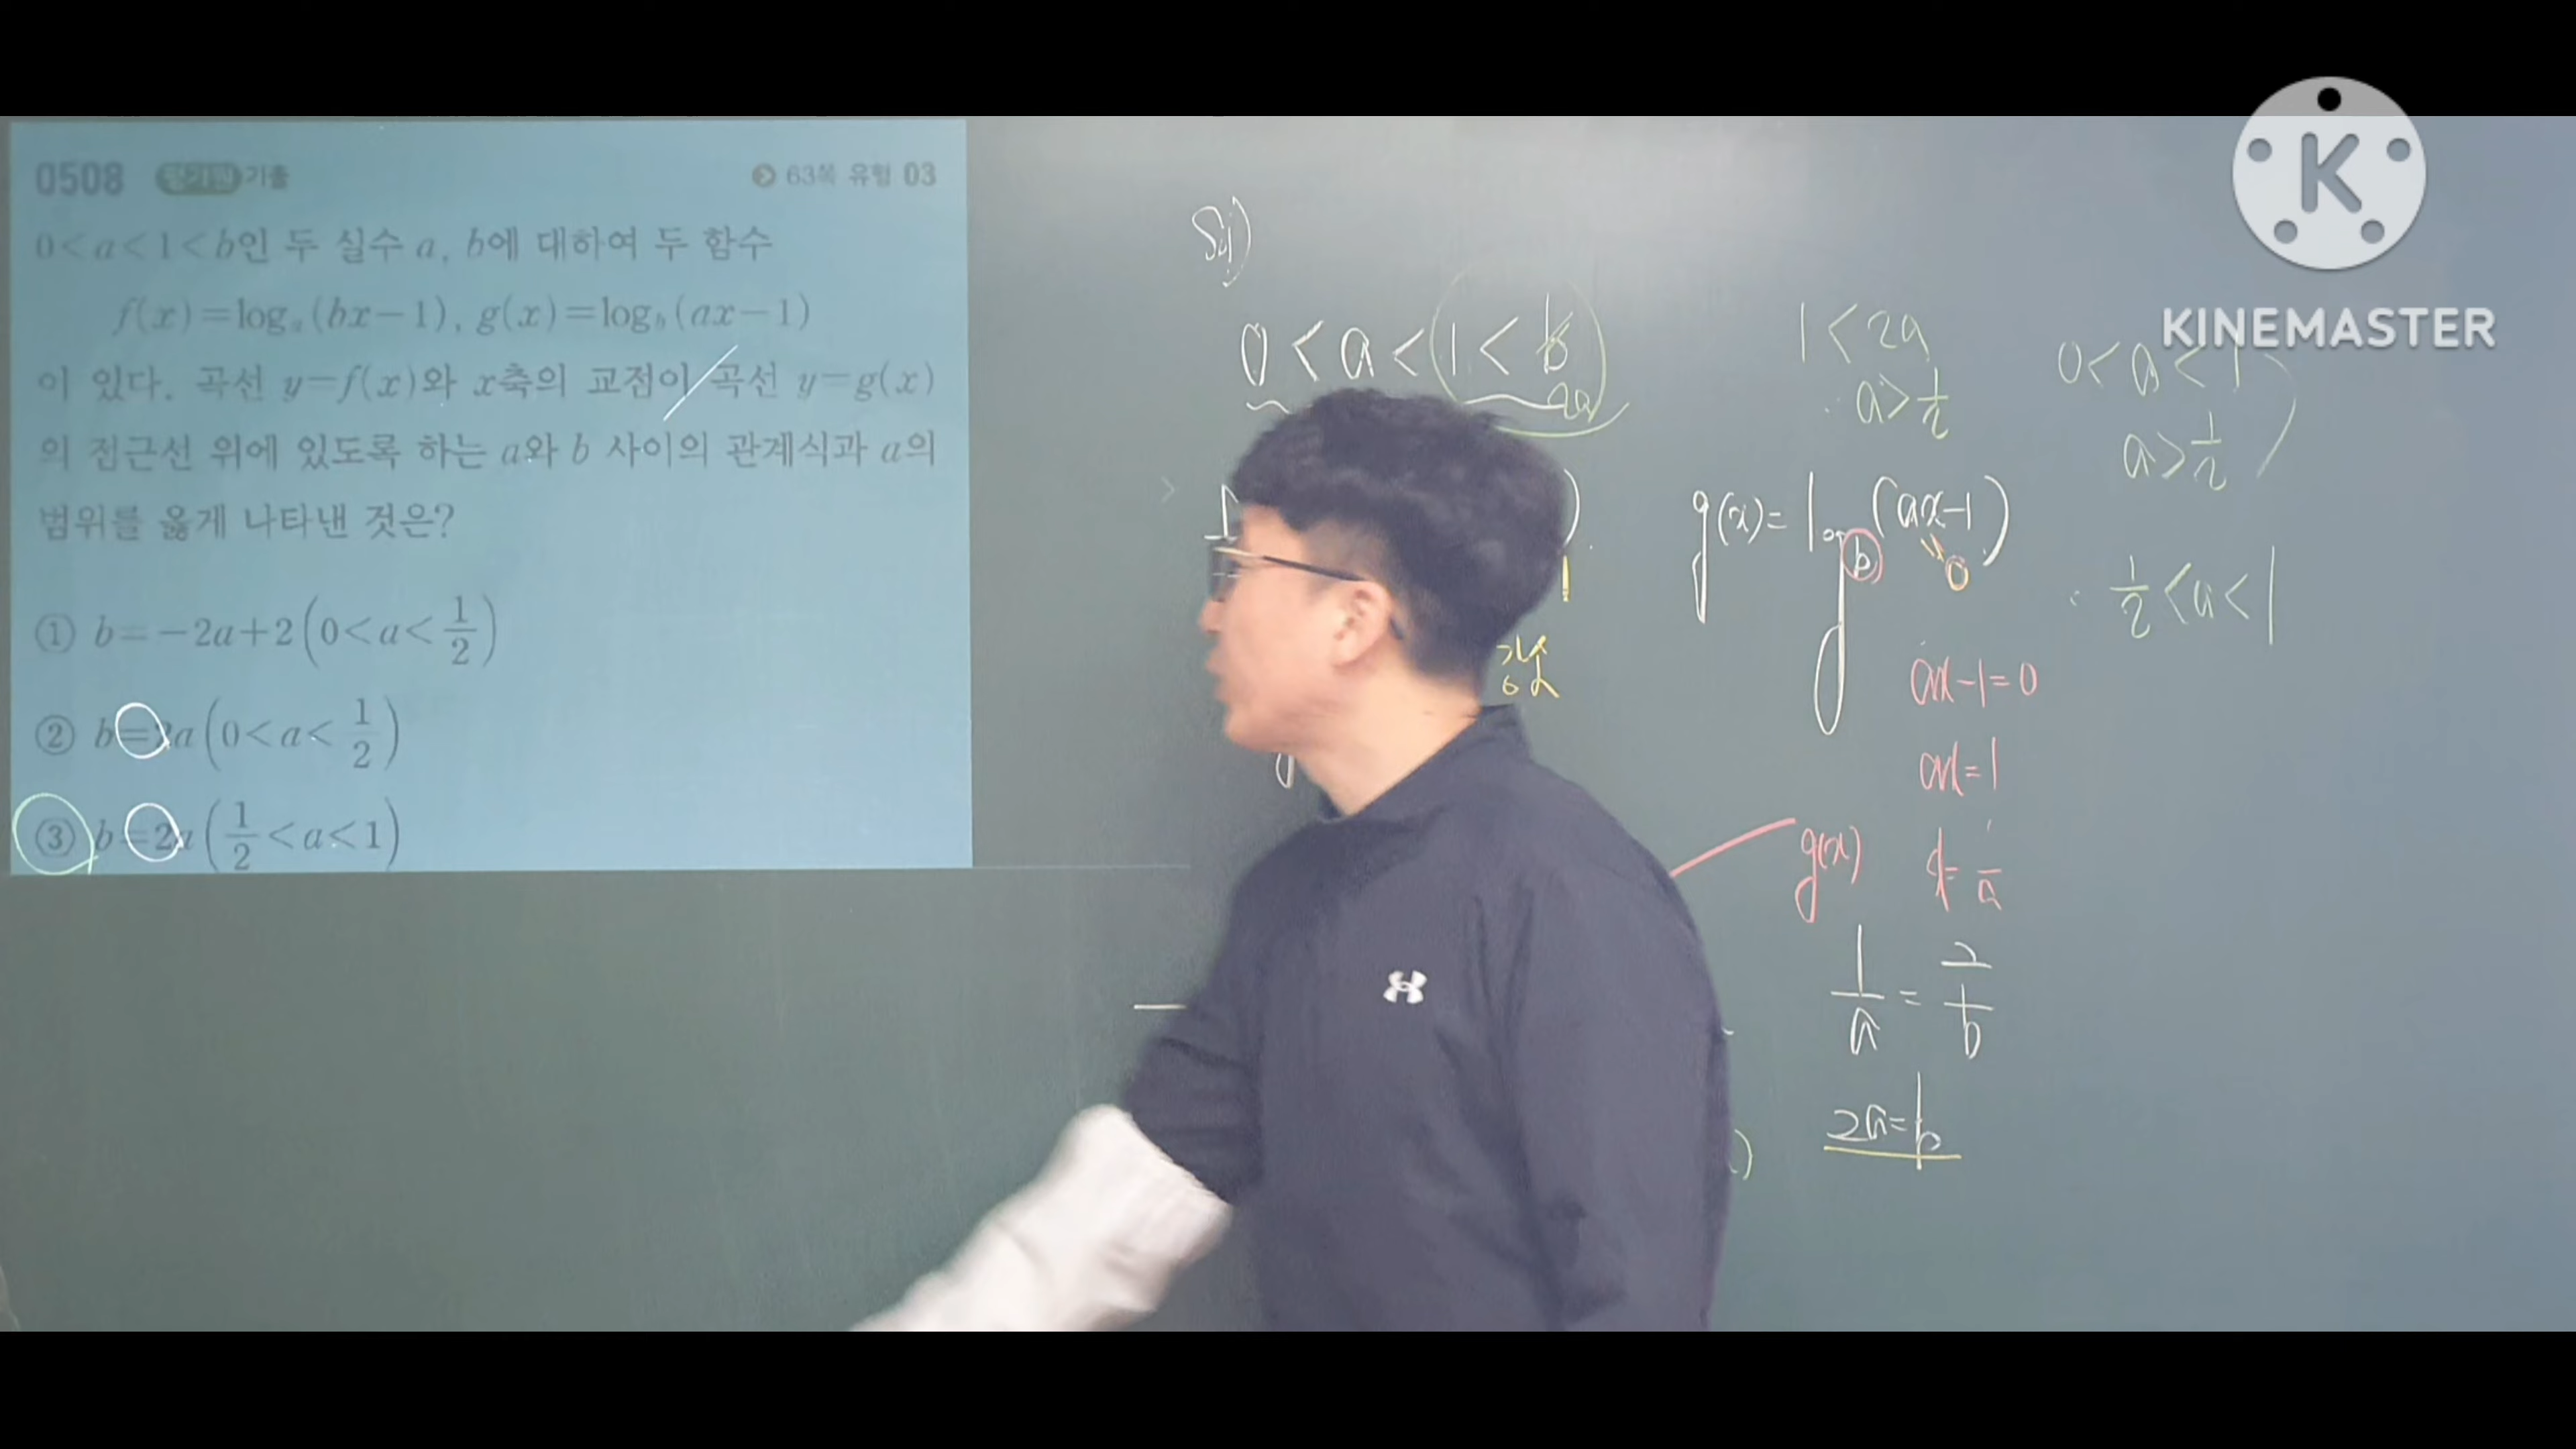 0508 평가원 기출 63쪽 유형 03
0<a<1<b인 두 실수 a, b에 대하여 두 함수
f(x)=logₐ(bx-1), g(x)=log_b(ax-1)
이 있다. 곡선 y=f(x)와 x축의 교점이 곡선 y=g(x)
의 점근선 위에 있도록 하는 a와 b 사이의 관계식과 a의
범위를 옳게 나타낸 것은?
① b=-2a+2(0<a<1/2)
② b=2a(0<a<1/2)
③ b=2a(1/2<a<1)
Sol)
0<a<1<b
2a
1<2a
∴ a>1/2
0<a<1
a>1/2
g(x)=log_b(ax-1)
0
∴ 1/2<a<1
ax-1=0
ax=1
g(x) x=1/a
1/a=2/b
2a=b
K
KINEMASTER